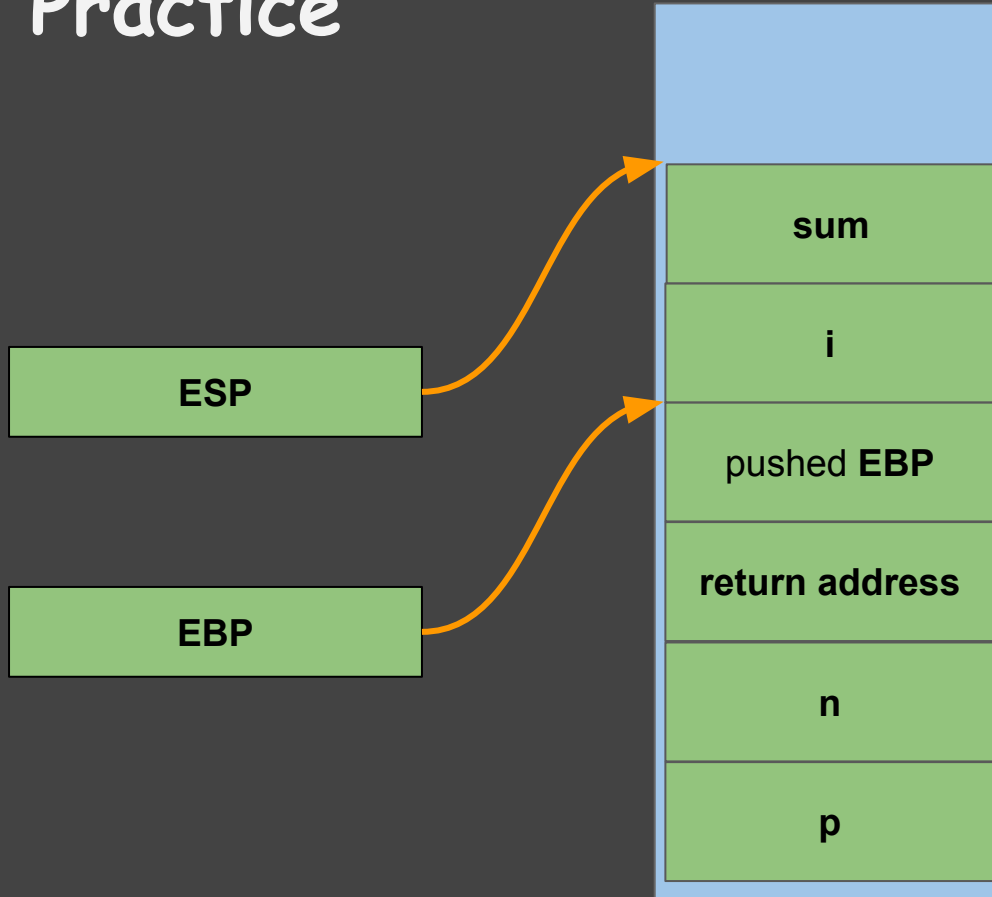 Practice
sum
i
ESP
pushed EBP
return address
EBP
n
p